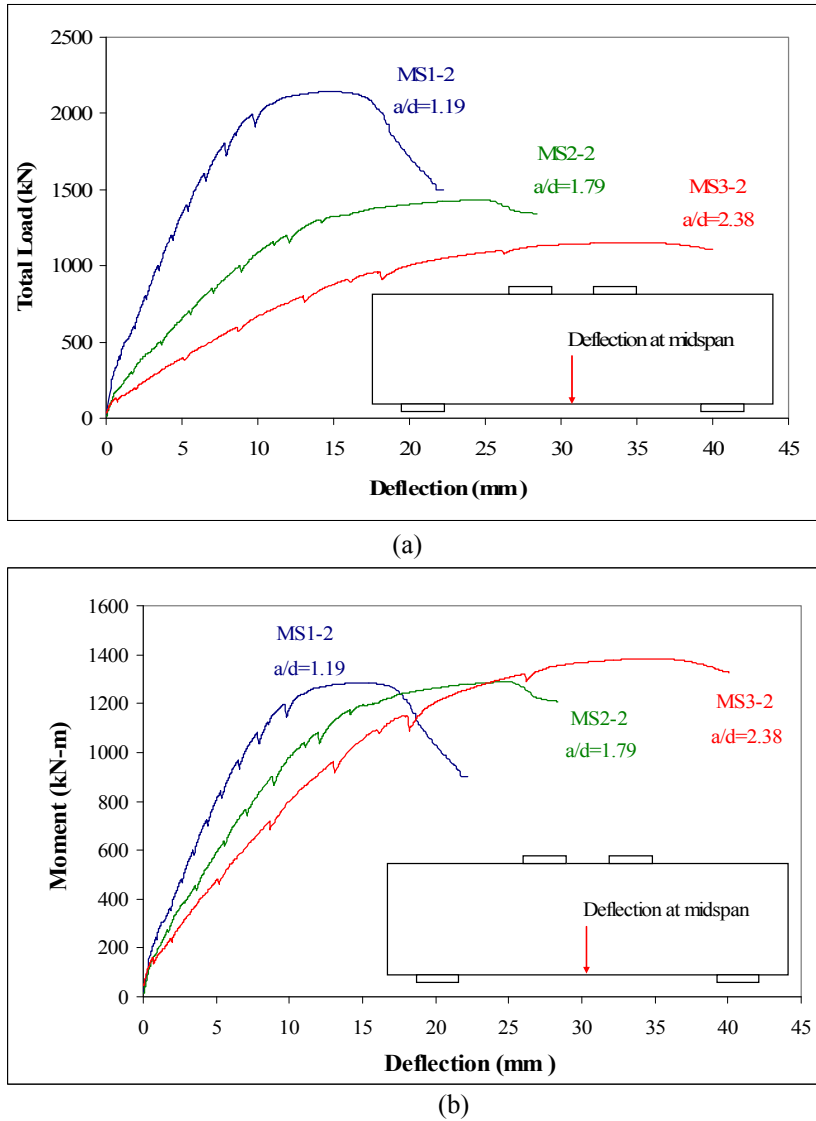 2500
2000
1500
1000
500
0
Total Load (kN)
MS1-2
a/d=1.19
MS2-2
a/d=1.79
MS3-2
a/d=2.38
Deflection at midspan
0 5 10 15 20 25 30 35 40 45
Deflection (mm )
(a)
1600
1400
1200
1000
800
600
400
200
0
Moment (kN-m)
MS1-2
a/d=1.19
MS2-2
a/d=1.79
MS3-2
a/d=2.38
Deflection at midspan
0 5 10 15 20 25 30 35 40 45
Deflection (mm )
(b)